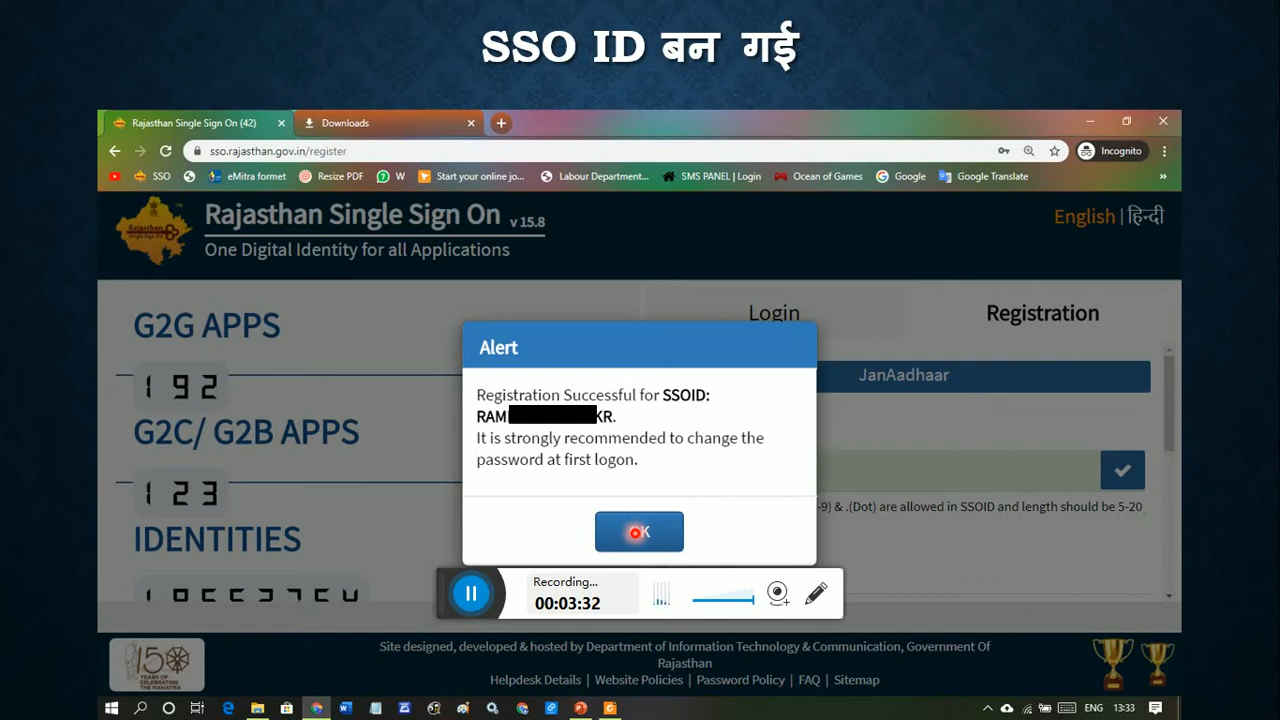 SSO ID बन गई
Rajasthan Single Sign On (42)
Downloads
sso.rajasthan.gov.in/register
Incognito
SSO
eMitra formet
Resize PDF
W
Start your online jo...
Labour Department...
SMS PANEL | Login
Ocean of Games
Google
Google Translate
»
Rajasthan Single Sign On v 15.8
One Digital Identity for all Applications
English | हिन्दी
G2G APPS
192
G2C/ G2B APPS
123
IDENTITIES
Login
Registration
JanAadhaar
-9) & .(Dot) are allowed in SSOID and length should be 5-20
Alert
Registration Successful for SSOID:
RAM KR.
It is strongly recommended to change the
password at first logon.
OK
Recording...
00:03:32
150
YEARS OF
CELEBRATING
THE MAHATMA
Site designed, developed & hosted by Department of Information Technology & Communication, Government Of
Rajasthan
Helpdesk Details | Website Policies | Password Policy | FAQ | Sitemap
ENG
13:33